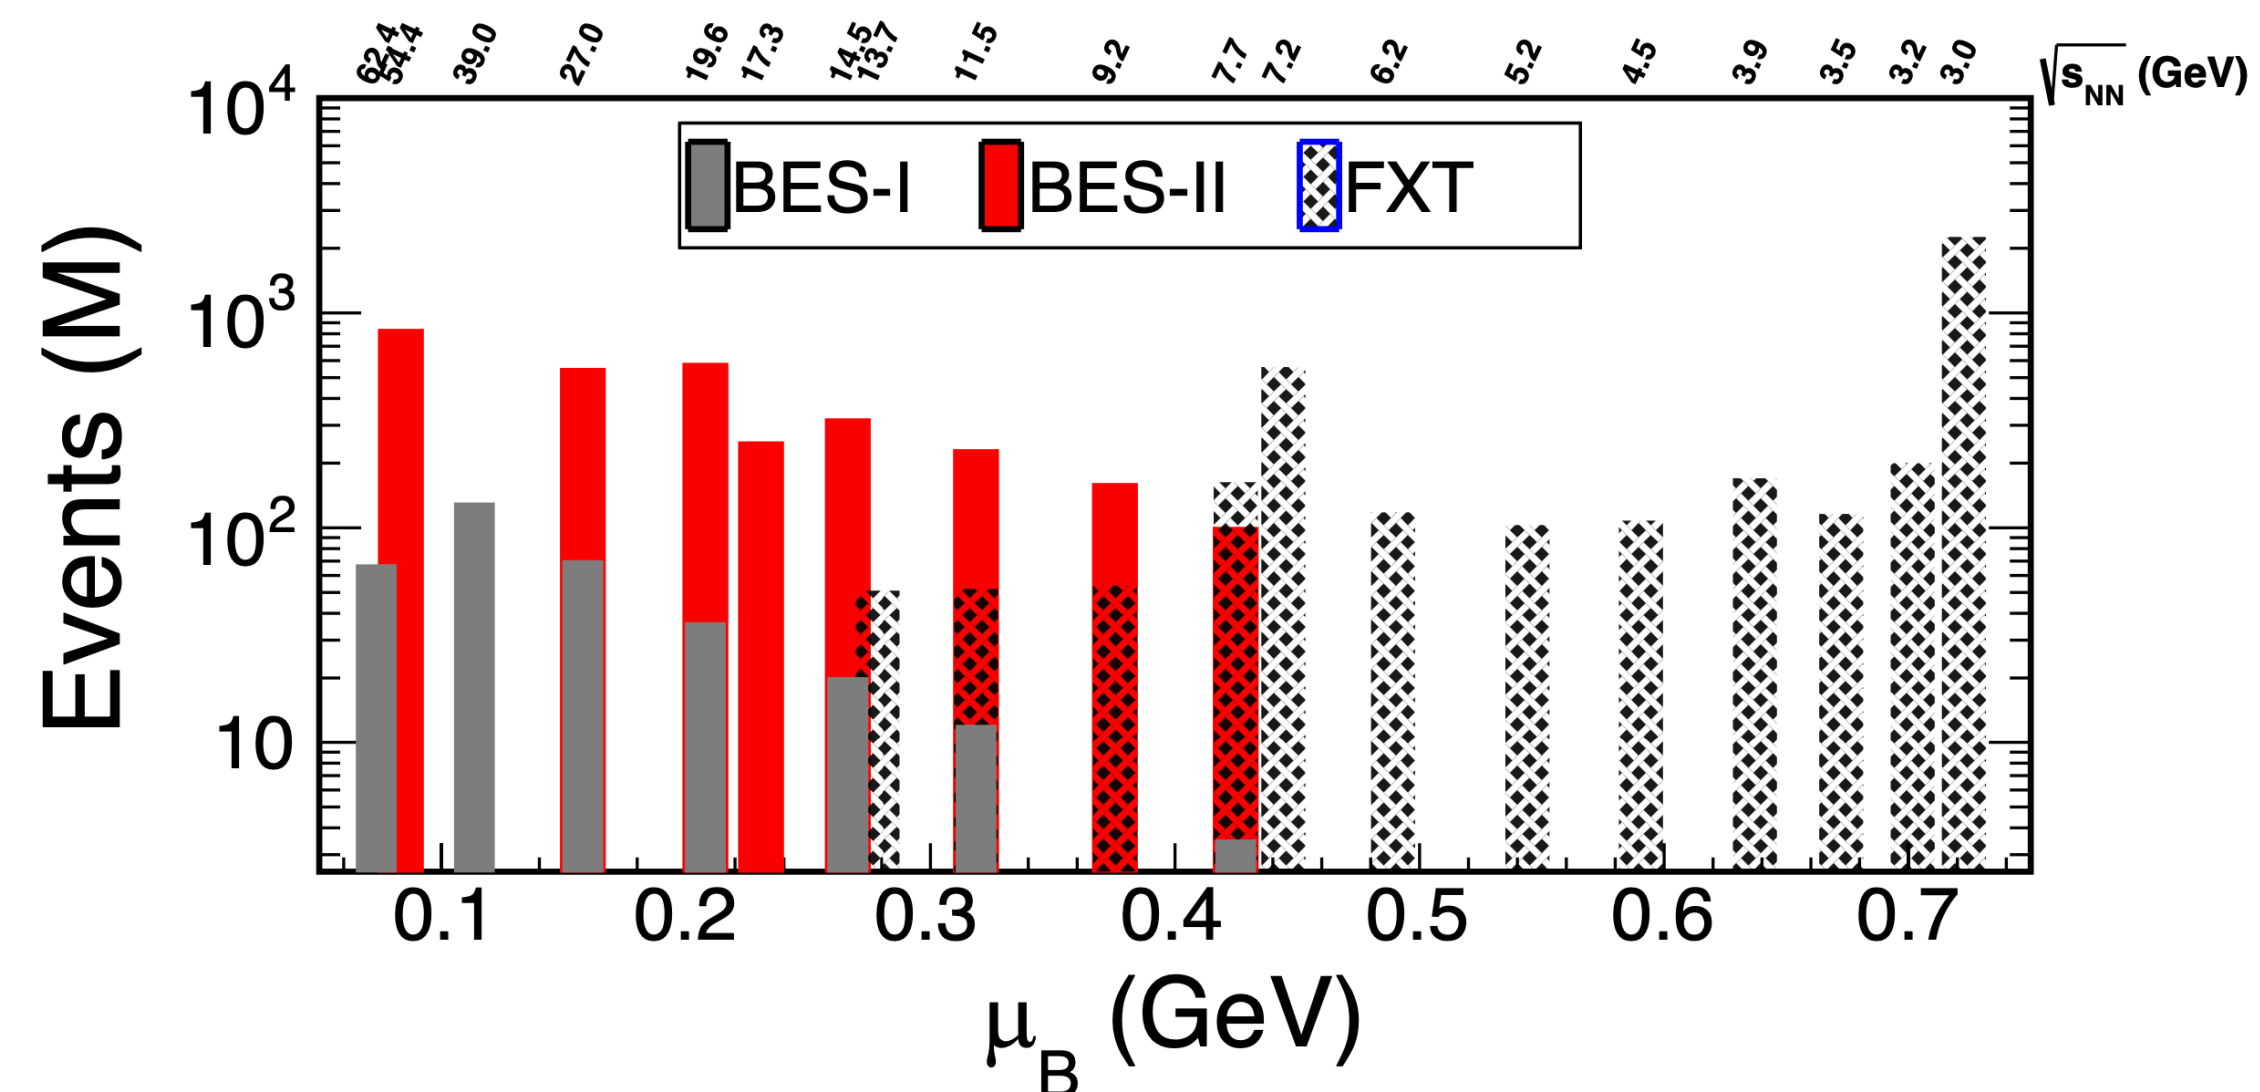 62.4 54.4 39.0 27.0 19.6 17.3 14.5 13.7 11.5 9.2 7.7 7.2 6.2 5.2 4.5 3.9 3.5 3.2 3.0 √sNN (GeV)
10⁴
BES-I BES-II FXT
10³
10²
10
Events (M)
0.1 0.2 0.3 0.4 0.5 0.6 0.7
μB (GeV)